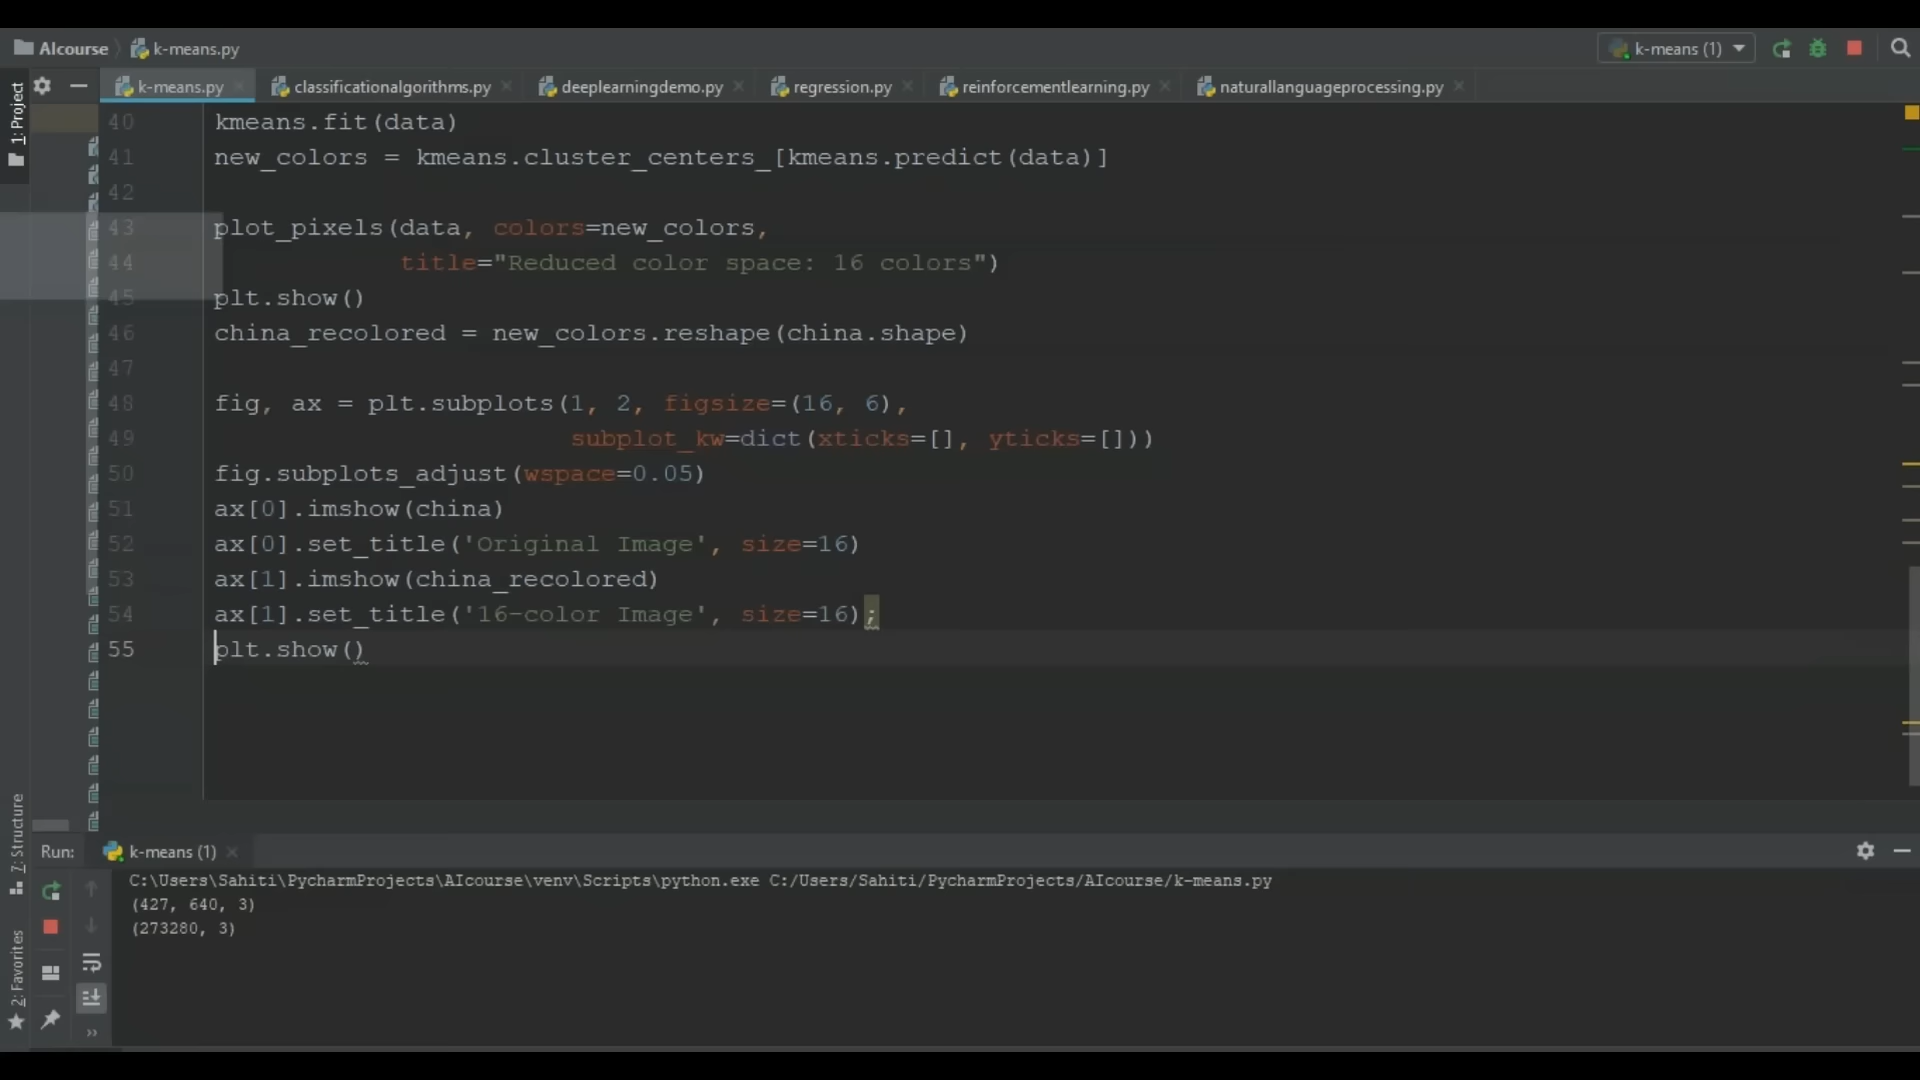 AIcourse k-means.py k-means (1)
1: Project k-means.py classificationalgorithms.py deeplearningdemo.py regression.py reinforcementlearning.py naturallanguageprocessing.py
40 kmeans.fit(data)
41 new_colors = kmeans.cluster_centers_[kmeans.predict(data)]
42
43 plot_pixels(data, colors=new_colors,
44 title="Reduced color space: 16 colors")
45 plt.show()
46 china_recolored = new_colors.reshape(china.shape)
47
48 fig, ax = plt.subplots(1, 2, figsize=(16, 6),
49 subplot_kw=dict(xticks=[], yticks=[]))
50 fig.subplots_adjust(wspace=0.05)
51 ax[0].imshow(china)
52 ax[0].set_title('Original Image', size=16)
53 ax[1].imshow(china_recolored)
54 ax[1].set_title('16-color Image', size=16);
55 plt.show()
7: Structure
2: Favorites
Run: k-means (1)
C:\Users\Sahiti\PycharmProjects\AIcourse\venv\Scripts\python.exe C:/Users/Sahiti/PycharmProjects/AIcourse/k-means.py
(427, 640, 3)
(273280, 3)